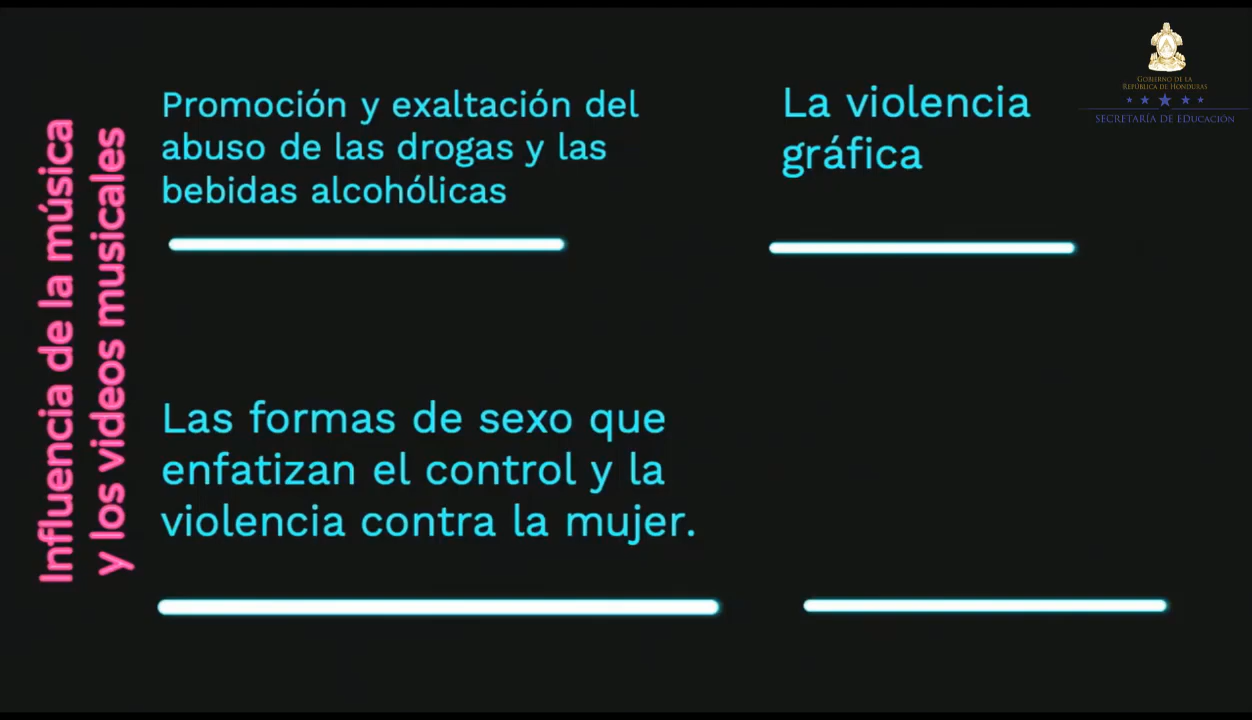 Influencia de la música
y los videos musicales
Promoción y exaltación del
abuso de las drogas y las
bebidas alcohólicas
La violencia
gráfica
Las formas de sexo que
enfatizan el control y la
violencia contra la mujer.
GOBIERNO DE LA
REPÚBLICA DE HONDURAS
SECRETARÍA DE EDUCACIÓN